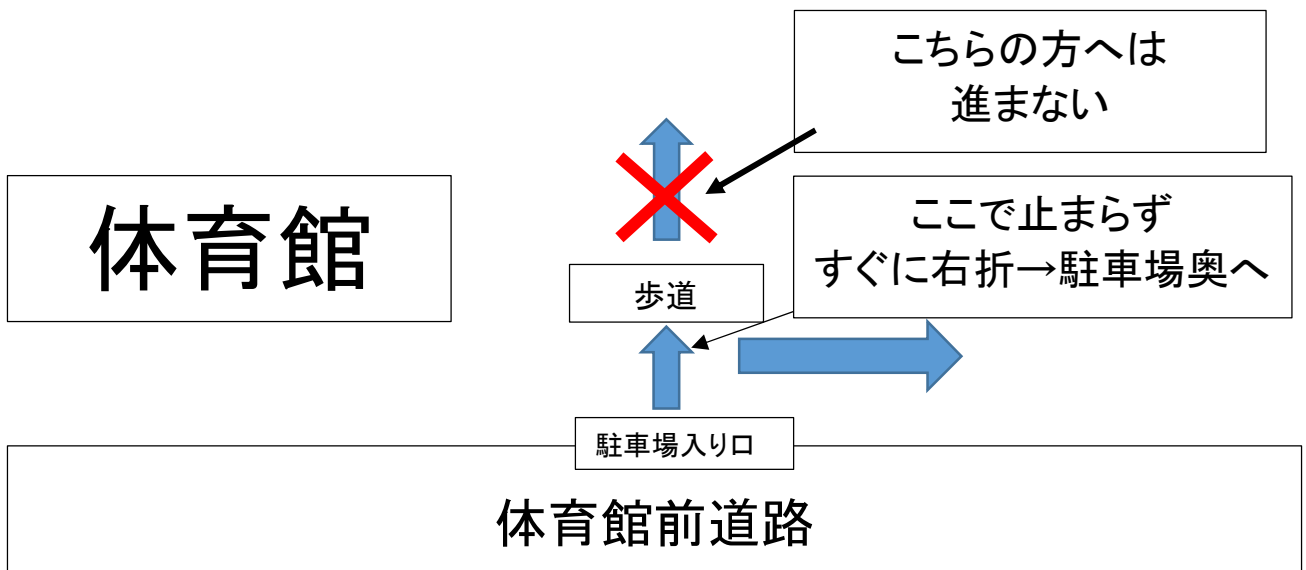 こちらの方へは
進まない
体育館
ここで止まらず
すぐに右折→駐車場奥へ
歩道
駐車場入り口
体育館前道路